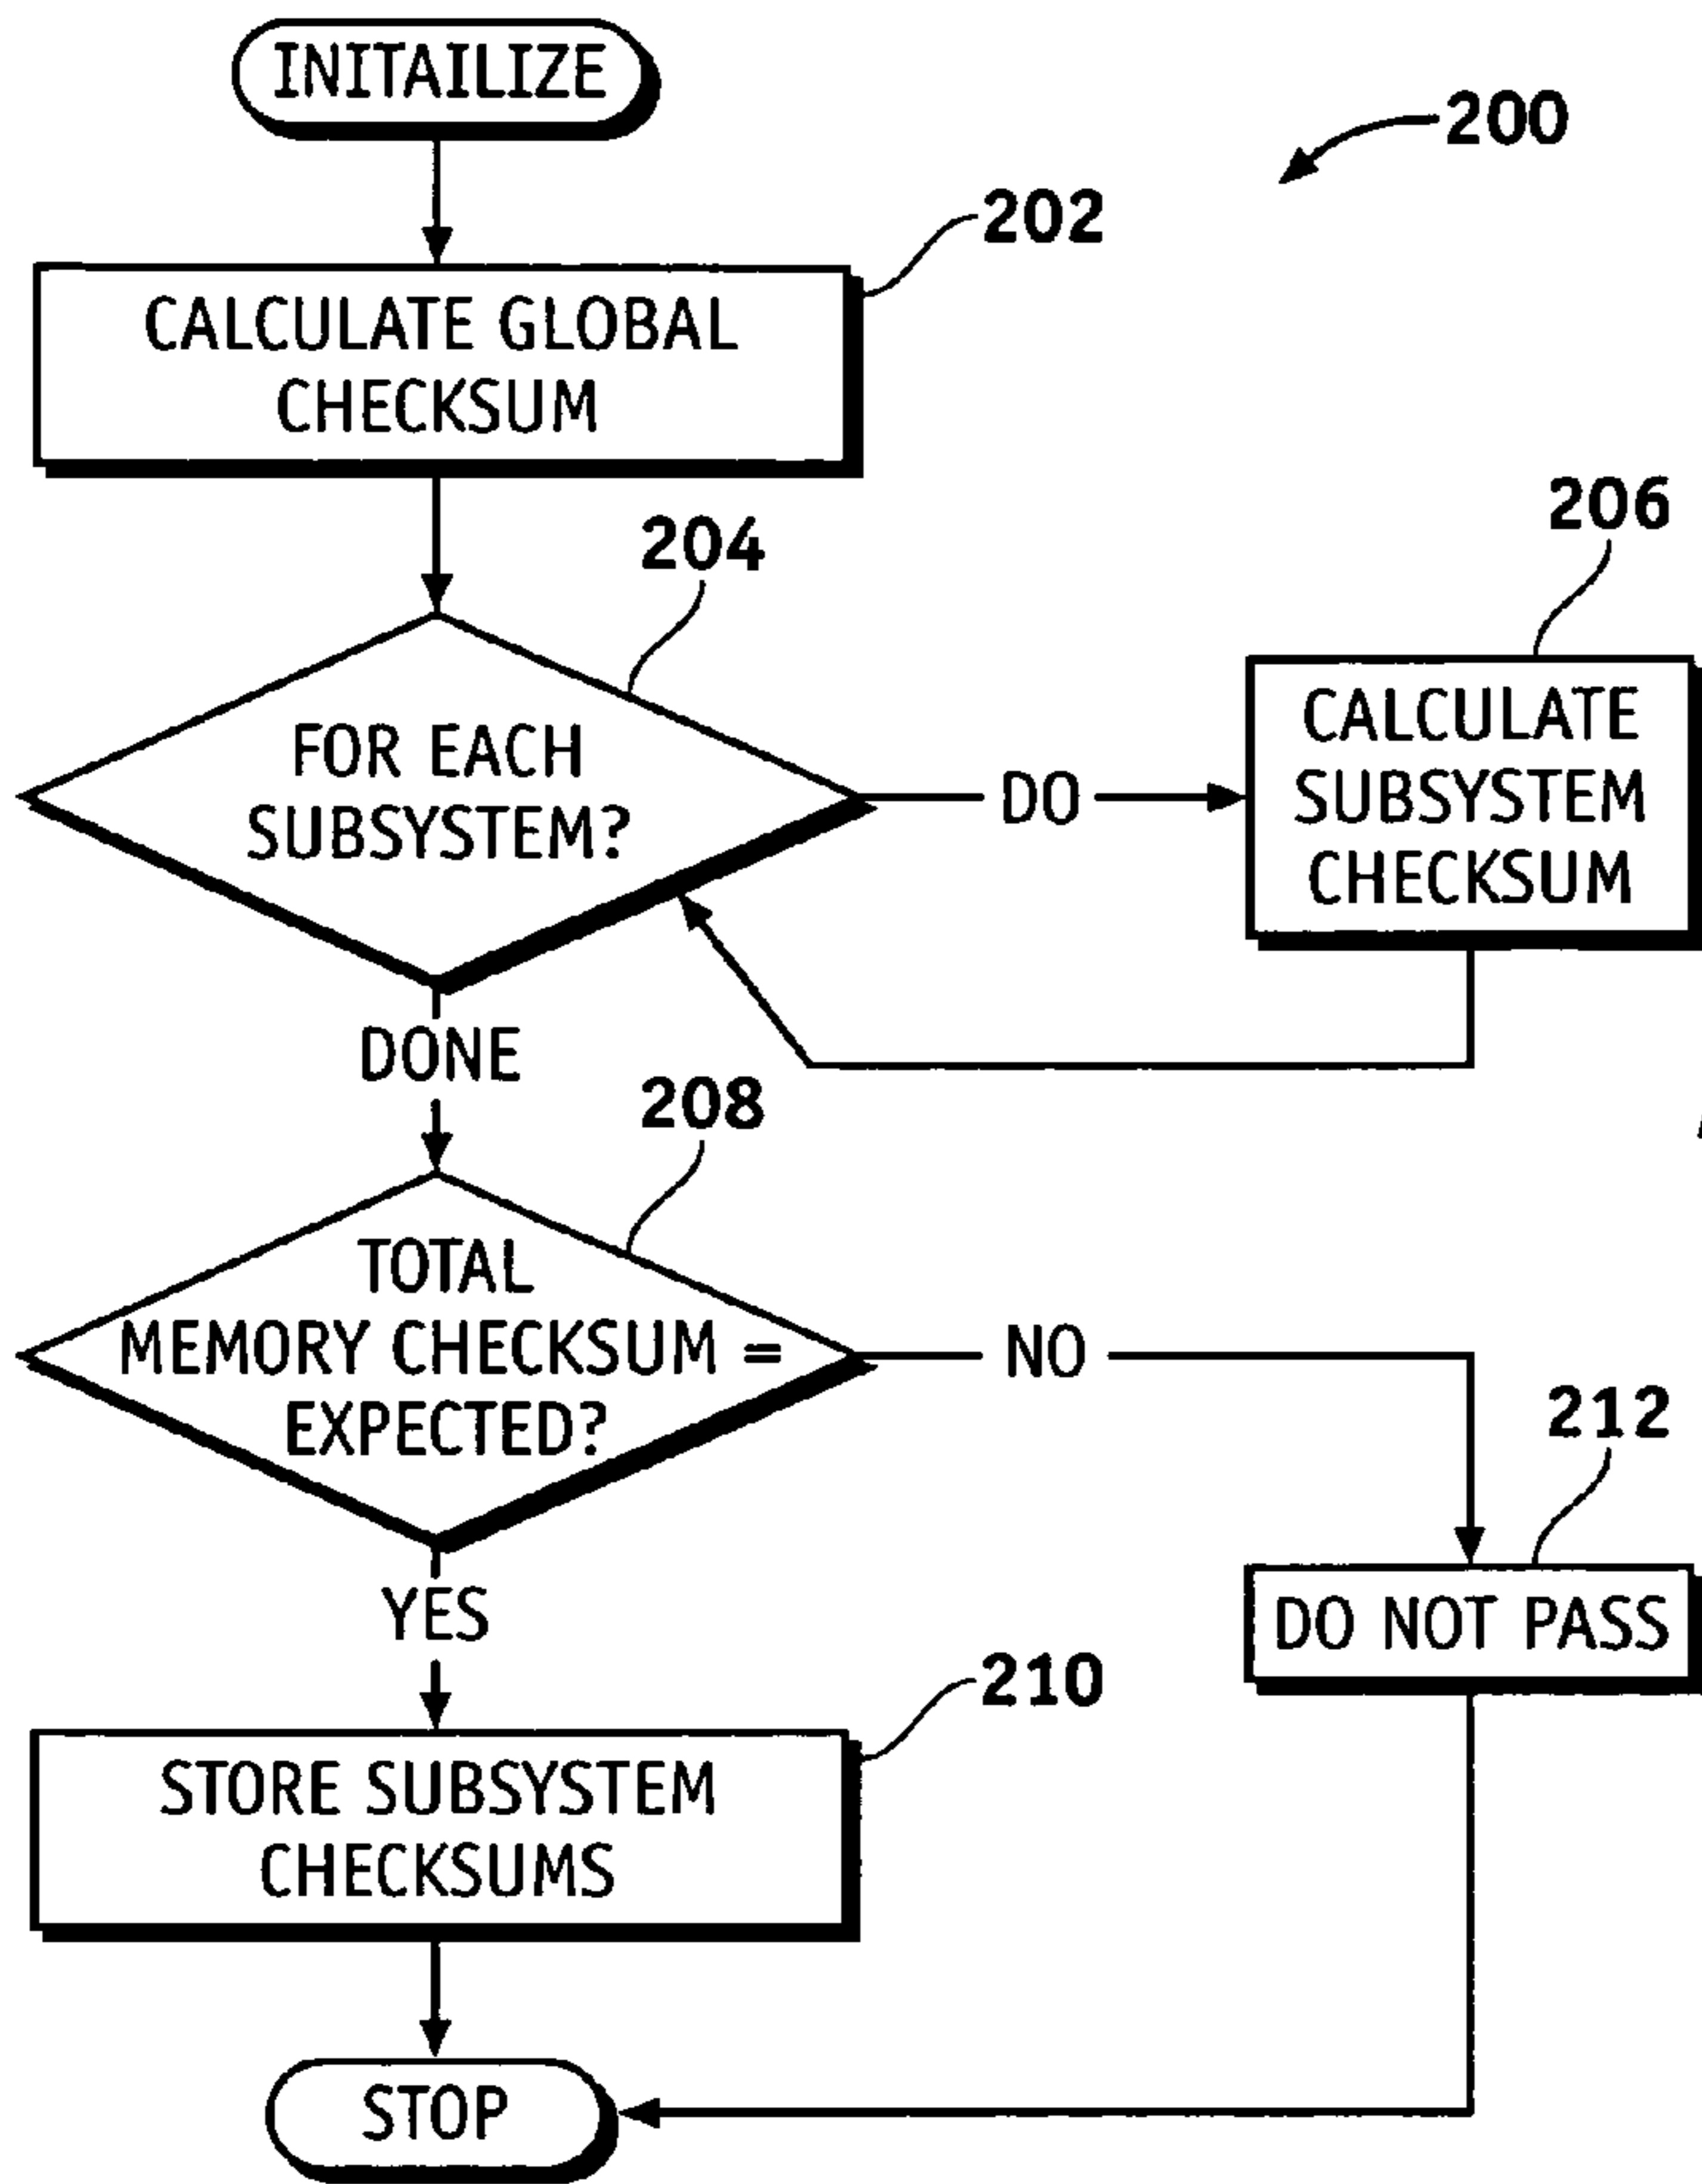 INITAILIZE
200
202
CALCULATE GLOBAL
CHECKSUM
204
206
FOR EACH
SUBSYSTEM?
DO
CALCULATE
SUBSYSTEM
CHECKSUM
DONE
208
TOTAL
MEMORY CHECKSUM =
EXPECTED?
NO
212
DO NOT PASS
YES
210
STORE SUBSYSTEM
CHECKSUMS
STOP